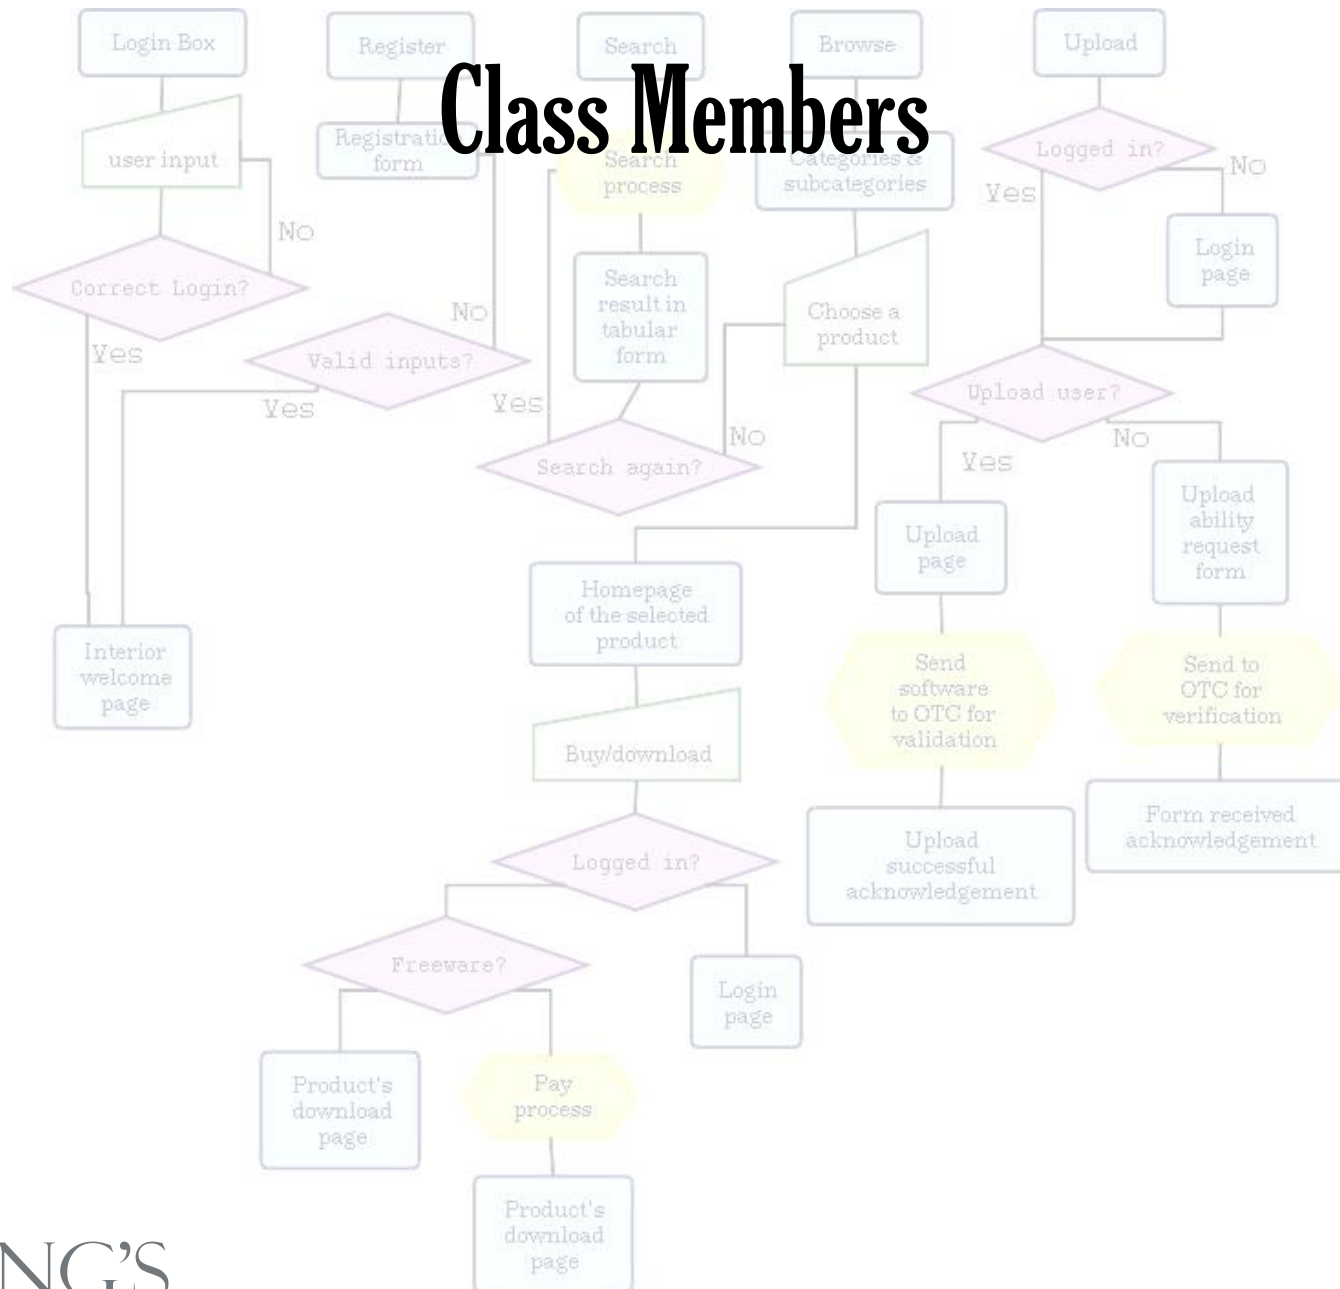 Class Members
Login Box
Register
Search
Browse
Upload
user input
Registration
form
Search
process
Categories &
subcategories
Logged in?
No
Yes
Login
page
No
Correct Login?
Yes
Search
result in
tabular
form
Choose a
product
No
Valid inputs?
Yes
Yes
Search again?
No
Upload user?
Yes
No
Upload
page
Upload
ability
request
form
Homepage
of the selected
product
Interior
welcome
page
Send
software
to OTC for
validation
Send to
OTC for
verification
Buy/download
Upload
successful
acknowledgement
Form received
acknowledgement
Logged in?
Freeware?
Login
page
Product's
download
page
Pay
process
Product's
download
page
NG'S